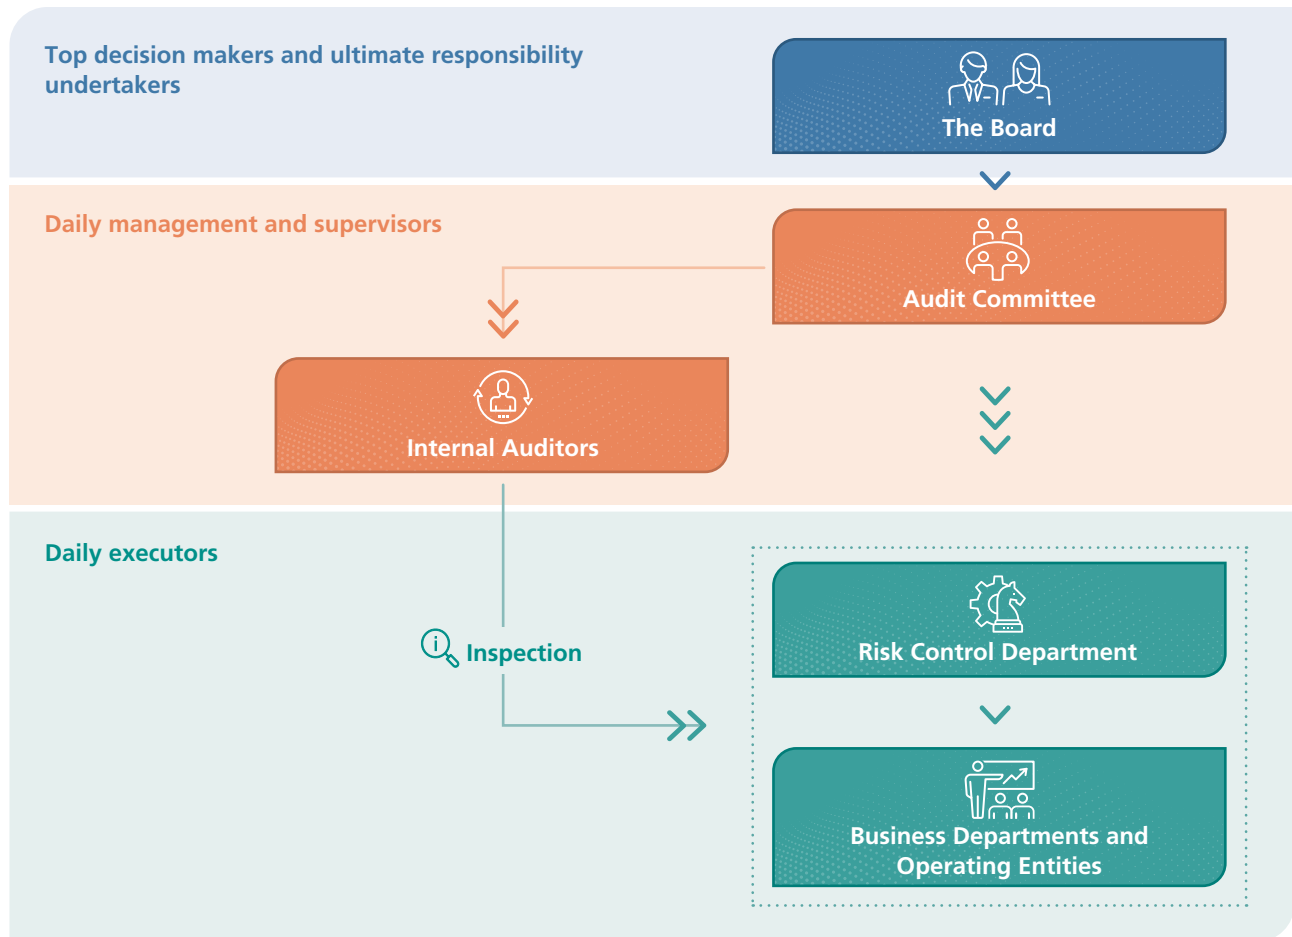 Top decision makers and ultimate responsibility
undertakers
The Board
Daily management and supervisors
Audit Committee
Internal Auditors
Daily executors
Risk Control Department
Inspection
Business Departments and
Operating Entities